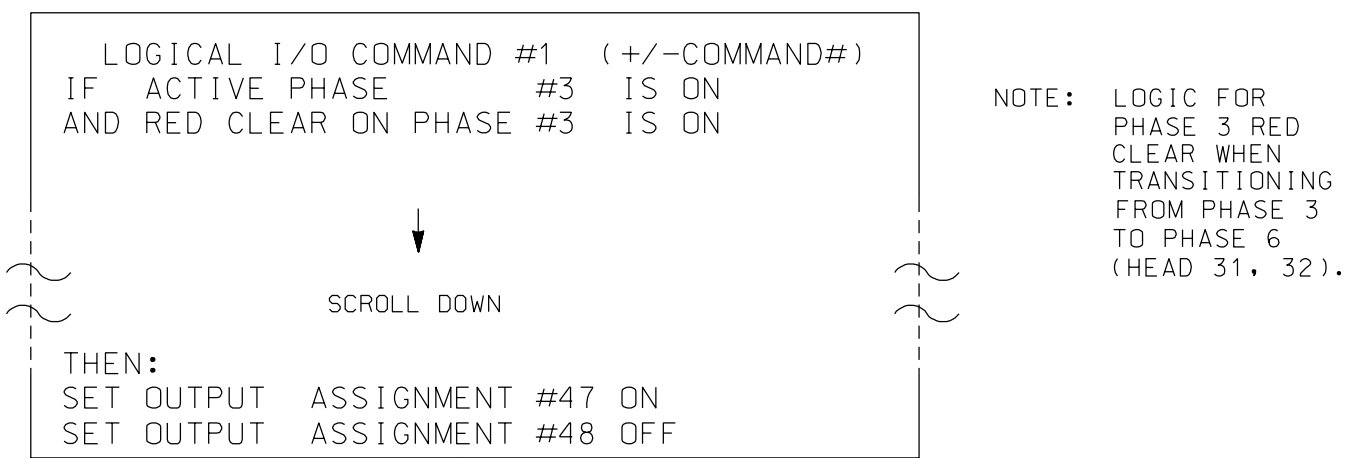 LOGICAL I/O COMMAND #1 (+/-COMMAND#)
IF ACTIVE PHASE #3 IS ON
AND RED CLEAR ON PHASE #3 IS ON
SCROLL DOWN
THEN:
SET OUTPUT ASSIGNMENT #47 ON
SET OUTPUT ASSIGNMENT #48 OFF
NOTE: LOGIC FOR
PHASE 3 RED
CLEAR WHEN
TRANSITIONING
FROM PHASE 3
TO PHASE 6
(HEAD 31, 32).